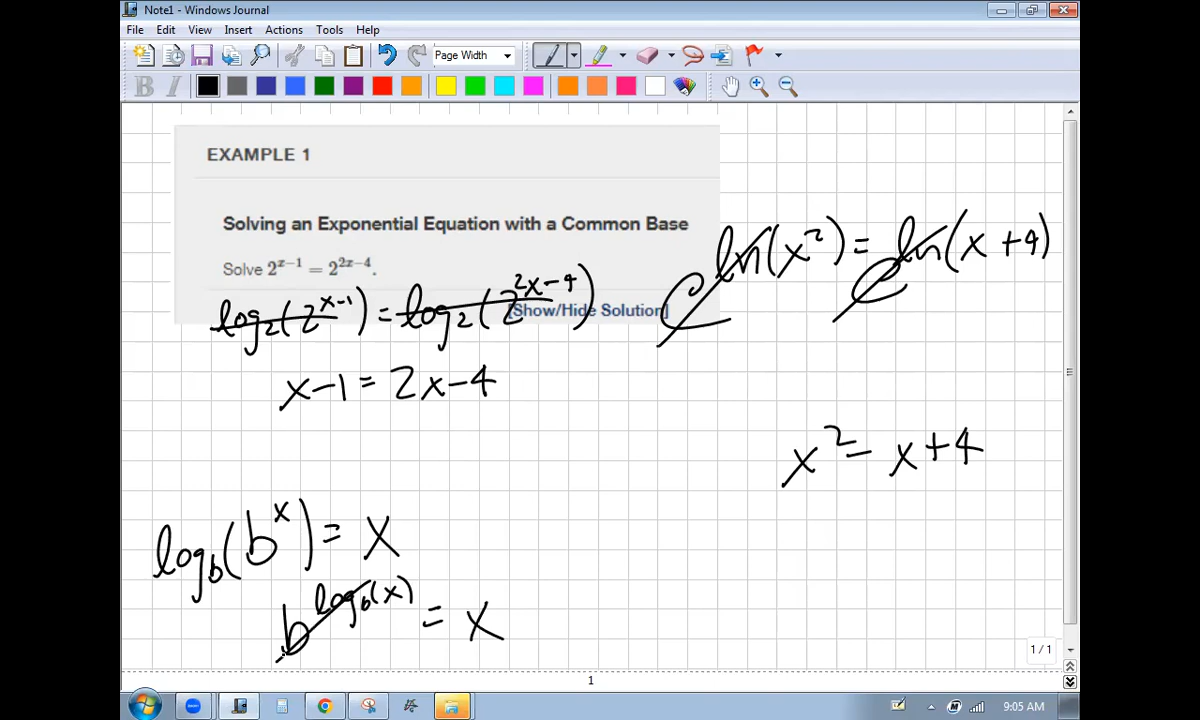 Note1 - Windows Journal
File Edit View Insert Actions Tools Help
Page Width
B I
EXAMPLE 1
Solving an Exponential Equation with a Common Base
Solve 2^{x−1} = 2^{2x−4}.
[Show/Hide Solution]
log₂(2^{x-1}) = log₂(2^{2x-4})
x-1 = 2x-4
e^{ln(x²)} = e^{ln(x+4)}
x² = x+4
log_b(b^x) = x
b^{log_b(x)} = x
1 / 1
1
9:05 AM